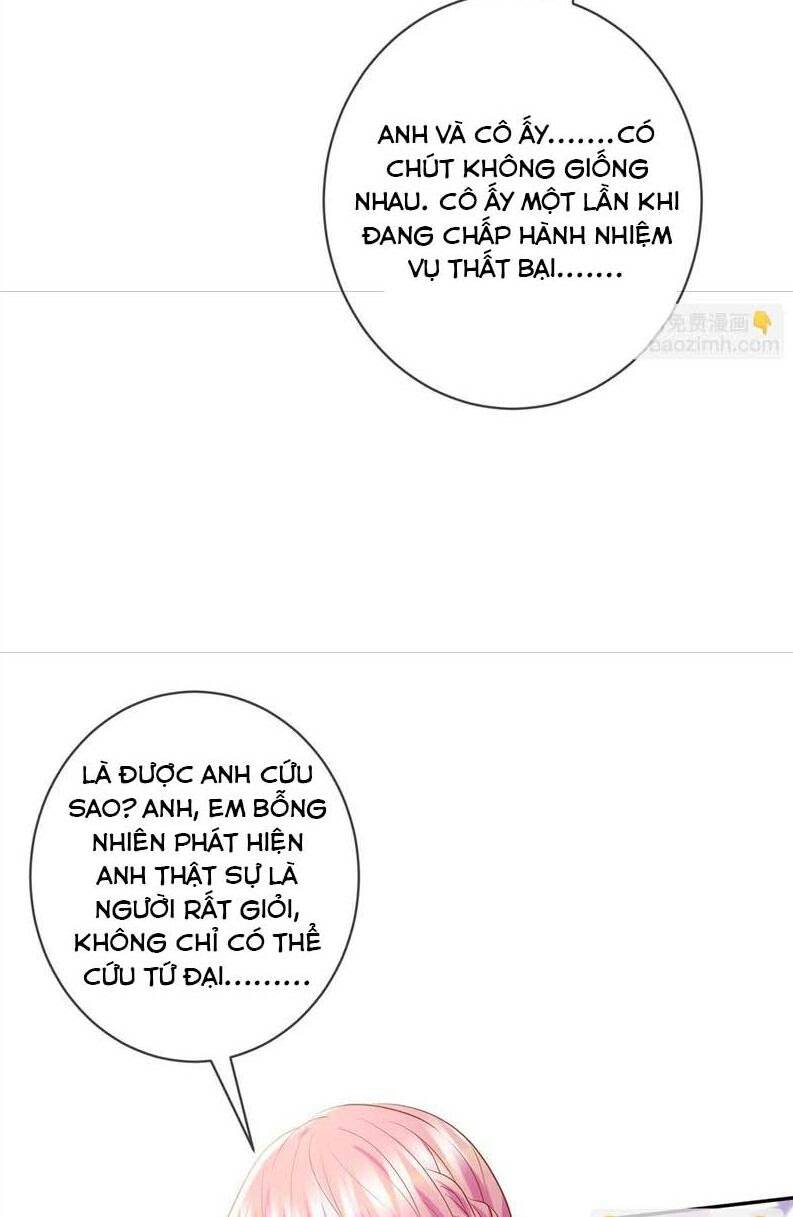 ANH VÀ CÔ ẤY.......CÓ
CHÚT KHÔNG GIỐNG
NHAU. CÔ ẤY MỘT LẦN KHI
ĐANG CHẤP HÀNH NHIỆM
VỤ THẤT BẠI.......
免费漫画👇
baozimh.com
LÀ ĐƯỢC ANH CỨU
SAO? ANH, EM BỖNG
NHIÊN PHÁT HIỆN
ANH THẬT SỰ LÀ
NGƯỜI RẤT GIỎI,
KHÔNG CHỈ CÓ THỂ
CỨU TỨ ĐẠI.........